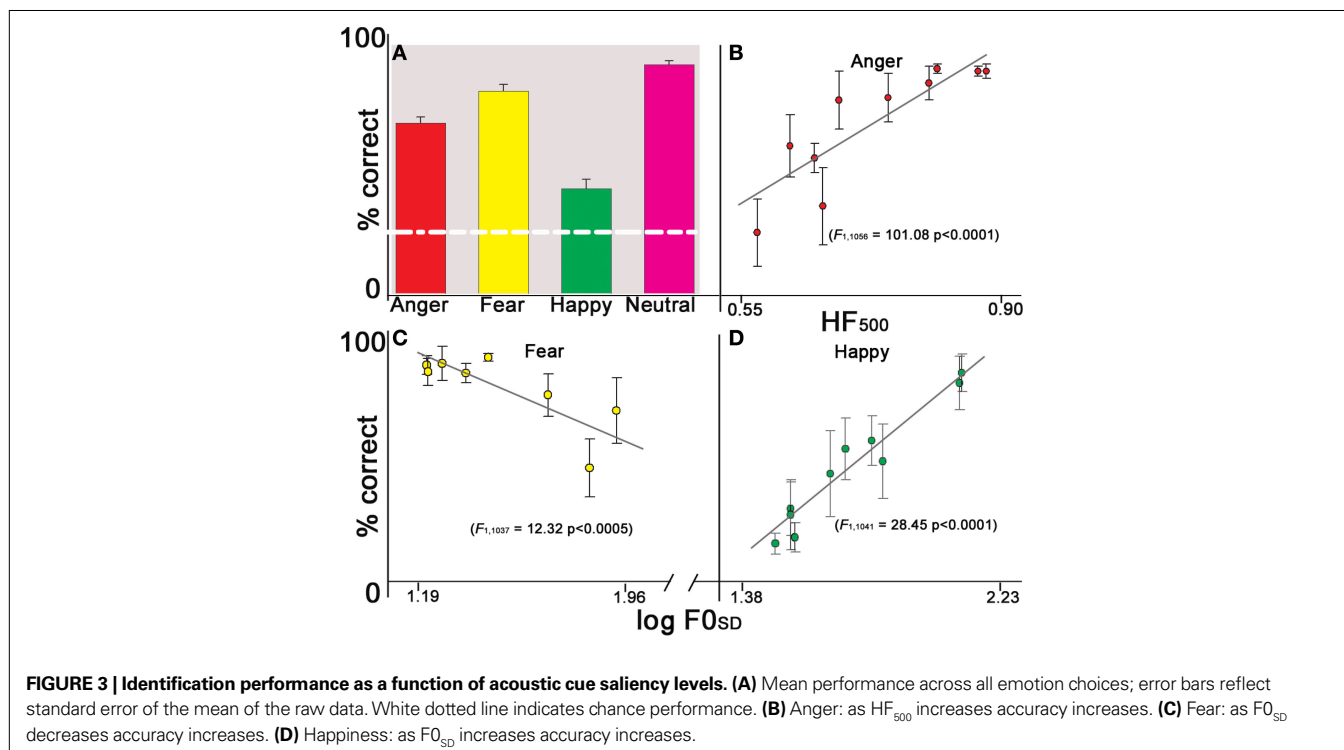 100
A
% correct
0
Anger Fear Happy Neutral
B
Anger
(F1,1056 = 101.08 p<0.0001)
0.55 0.90
HF500
100
C
Fear
% correct
(F1,1037 = 12.32 p<0.0005)
0
1.19 1.96
D
Happy
(F1,1041 = 28.45 p<0.0001)
1.38 2.23
log F0SD
FIGURE 3 | Identification performance as a function of acoustic cue saliency levels. (A) Mean performance across all emotion choices; error bars reflect
standard error of the mean of the raw data. White dotted line indicates chance performance. (B) Anger: as HF500 increases accuracy increases. (C) Fear: as F0SD
decreases accuracy increases. (D) Happiness: as F0SD increases accuracy increases.